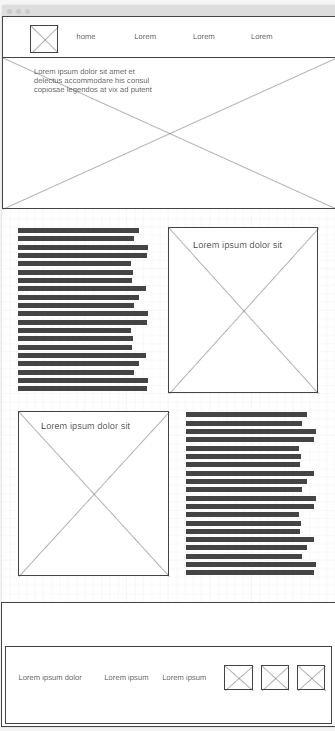 home Lorem Lorem Lorem
Lorem ipsum dolor sit amet et
delectus accommodare his consul
copiosae legendos at vix ad putent
Lorem ipsum dolor sit
Lorem ipsum dolor sit
Lorem ipsum dolor Lorem ipsum Lorem ipsum